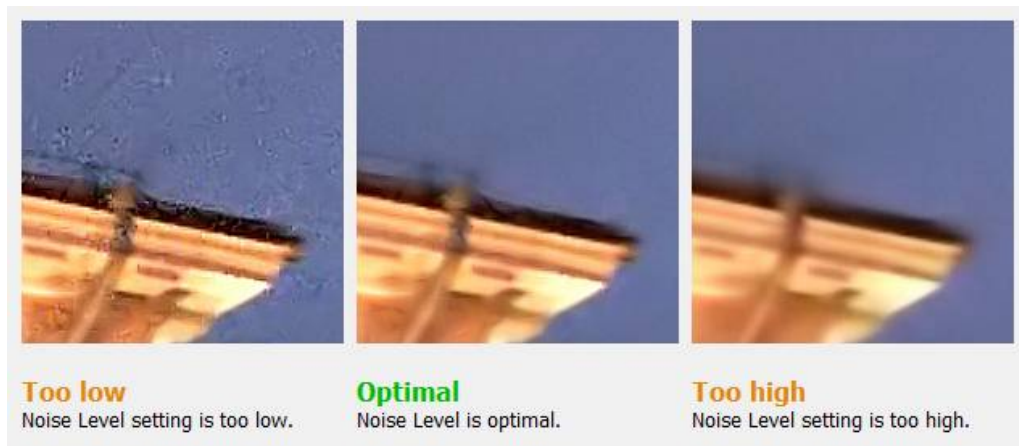 Too low
Noise Level setting is too low.
Optimal
Noise Level is optimal.
Too high
Noise Level setting is too high.